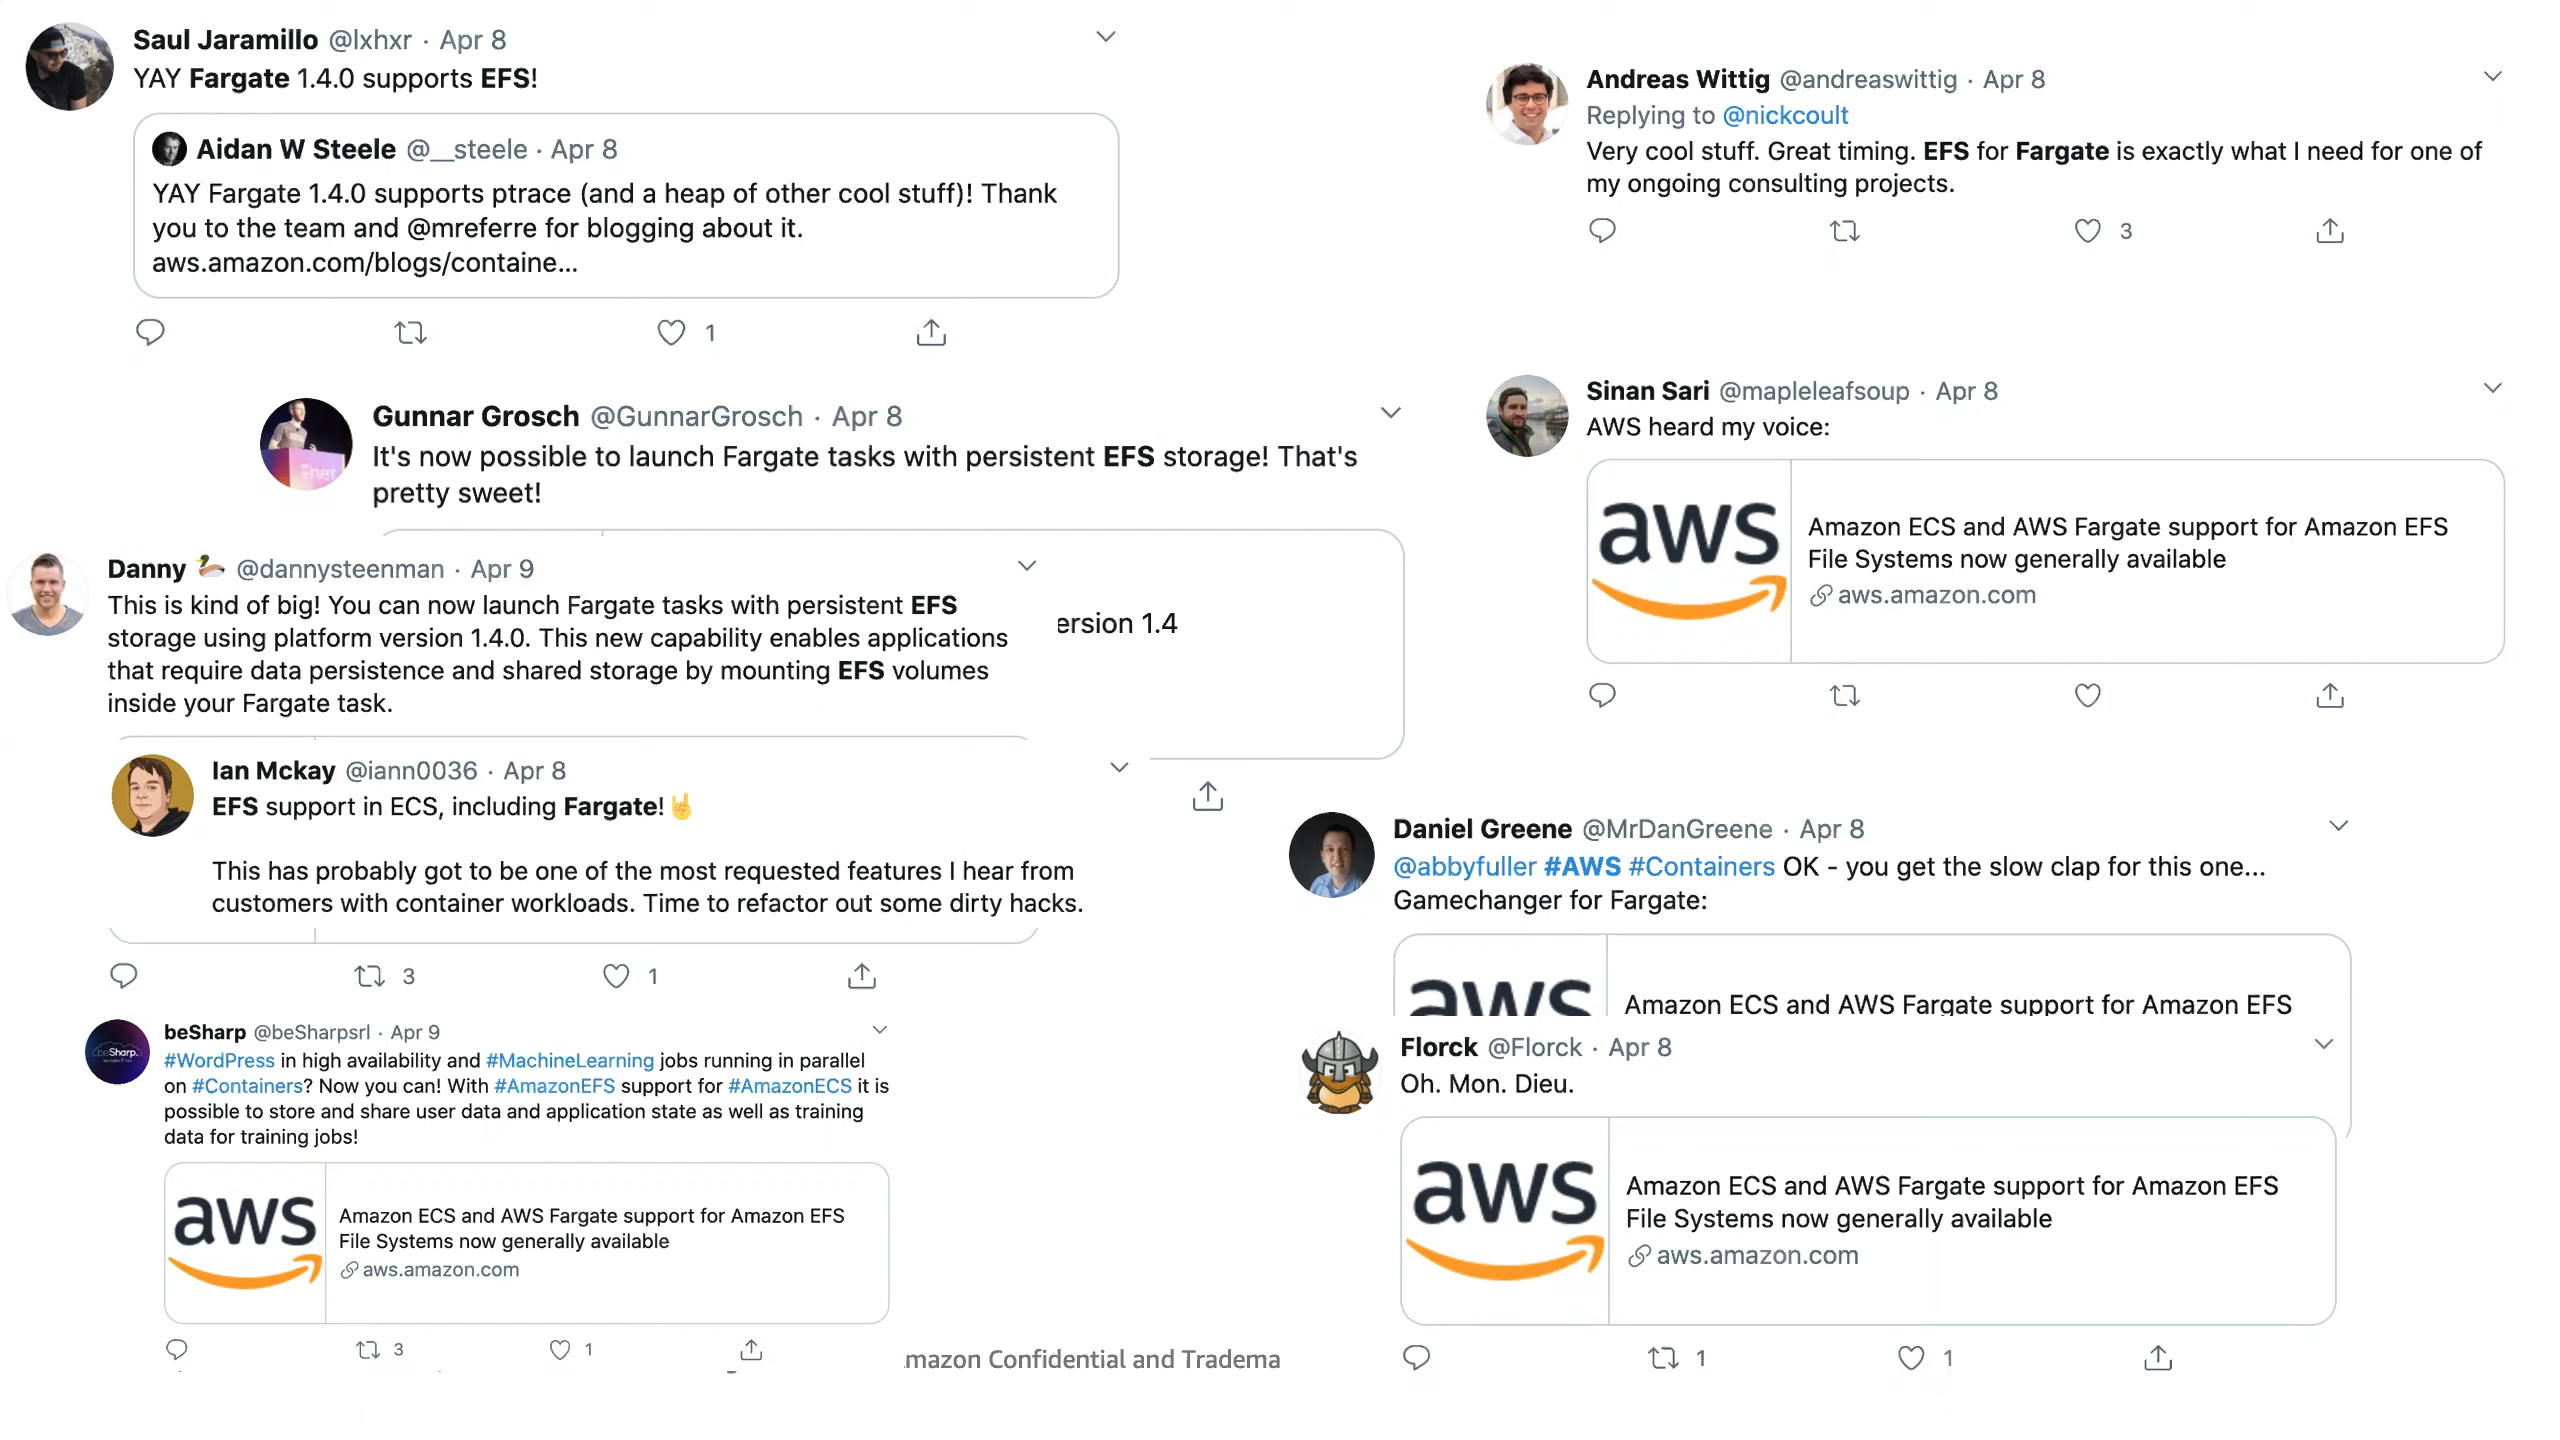 Saul Jaramillo @lxhxr · Apr 8
YAY Fargate 1.4.0 supports EFS!
Aidan W Steele @__steele · Apr 8
YAY Fargate 1.4.0 supports ptrace (and a heap of other cool stuff)! Thank
you to the team and @mreferre for blogging about it.
aws.amazon.com/blogs/containe...
1
Andreas Wittig @andreaswittig · Apr 8
Replying to @nickcoult
Very cool stuff. Great timing. EFS for Fargate is exactly what I need for one of
my ongoing consulting projects.
3
Gunnar Grosch @GunnarGrosch · Apr 8
It's now possible to launch Fargate tasks with persistent EFS storage! That's
pretty sweet!
ersion 1.4
Sinan Sari @mapleleafsoup · Apr 8
AWS heard my voice:
aws
Amazon ECS and AWS Fargate support for Amazon EFS
File Systems now generally available
aws.amazon.com
Danny @dannysteenman · Apr 9
This is kind of big! You can now launch Fargate tasks with persistent EFS
storage using platform version 1.4.0. This new capability enables applications
that require data persistence and shared storage by mounting EFS volumes
inside your Fargate task.
Ian Mckay @iann0036 · Apr 8
EFS support in ECS, including Fargate!🤘
This has probably got to be one of the most requested features I hear from
customers with container workloads. Time to refactor out some dirty hacks.
3 1
Daniel Greene @MrDanGreene · Apr 8
@abbyfuller #AWS #Containers OK - you get the slow clap for this one...
Gamechanger for Fargate:
aws
Amazon ECS and AWS Fargate support for Amazon EFS
beSharp @beSharpsrl · Apr 9
#WordPress in high availability and #MachineLearning jobs running in parallel
on #Containers? Now you can! With #AmazonEFS support for #AmazonECS it is
possible to store and share user data and application state as well as training
data for training jobs!
beSharp.
aws
Amazon ECS and AWS Fargate support for Amazon EFS
File Systems now generally available
aws.amazon.com
3 1
Florck @Florck · Apr 8
Oh. Mon. Dieu.
aws
Amazon ECS and AWS Fargate support for Amazon EFS
File Systems now generally available
aws.amazon.com
1 1
mazon Confidential and Tradema